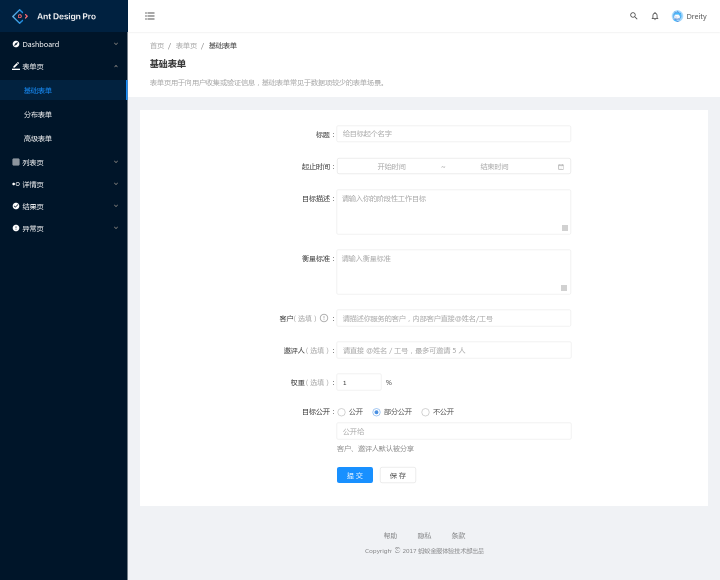 Ant Design Pro
Dreity
Dashboard
表单页
基础表单
分布表单
高级表单
列表页
详情页
结果页
异常页
首页 / 表单页 / 基础表单
基础表单
表单页用于向用户收集或验证信息，基础表单常见于数据项较少的表单场景。
标题： 给目标起个名字
起止时间： 开始时间 ~ 结束时间
目标描述： 请输入你的阶段性工作目标
衡量标准： 请输入衡量标准
客户（选填）： 请描述你服务的客户，内部客户直接@姓名/工号
邀评人（选填）： 请直接 @姓名 / 工号，最多可邀请 5 人
权重（选填）： 1 %
目标公开： 公开 部分公开 不公开
公开给
客户、邀评人默认被分享
提 交 保 存
帮助 隐私 条款
Copyright © 2017 蚂蚁金服体验技术部出品